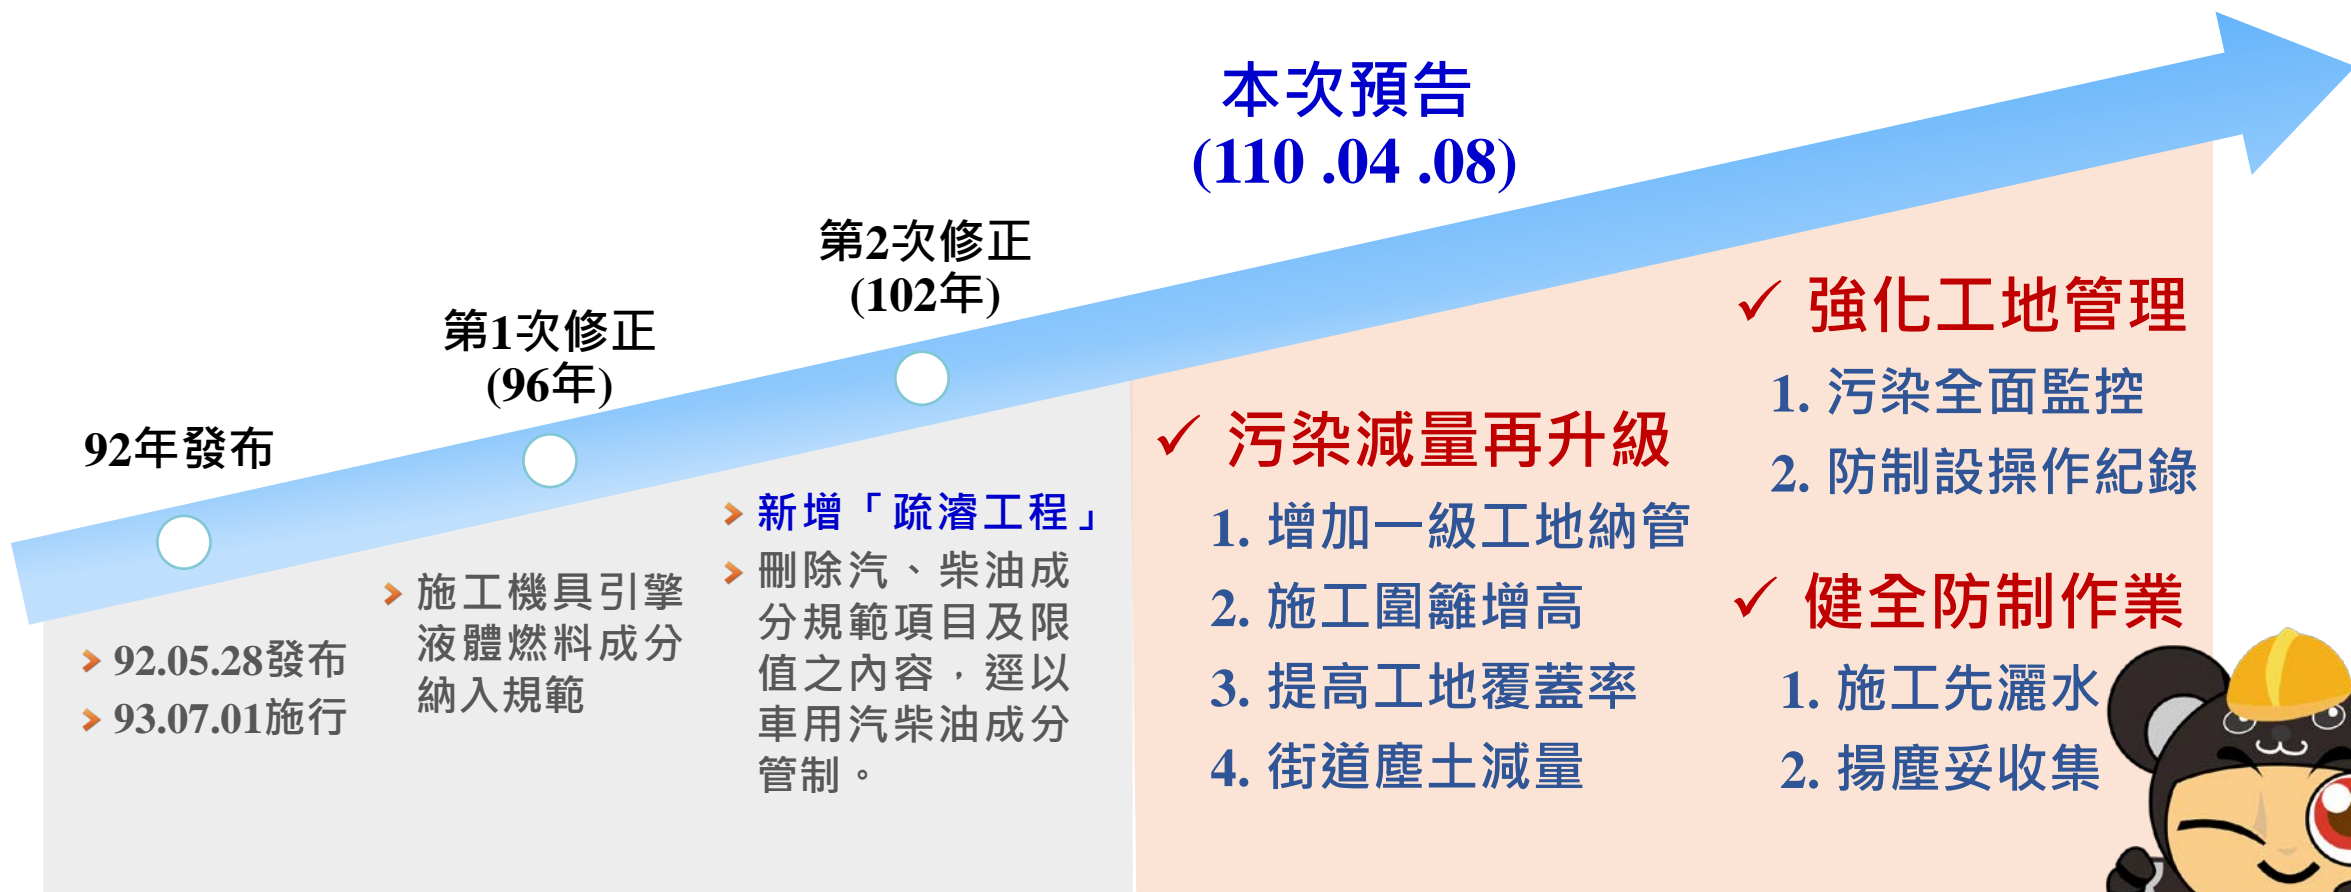 92年發布
92.05.28發布
93.07.01施行
第1次修正
(96年)
施工機具引擎
液體燃料成分
納入規範
第2次修正
(102年)
新增「疏濬工程」
刪除汽、柴油成
分規範項目及限
值之內容，逕以
車用汽柴油成分
管制。
本次預告
(110 .04 .08)
✓ 污染減量再升級
1. 增加一級工地納管
2. 施工圍籬增高
3. 提高工地覆蓋率
4. 街道塵土減量
✓ 強化工地管理
1. 污染全面監控
2. 防制設操作紀錄
✓ 健全防制作業
1. 施工先灑水
2. 揚塵妥收集